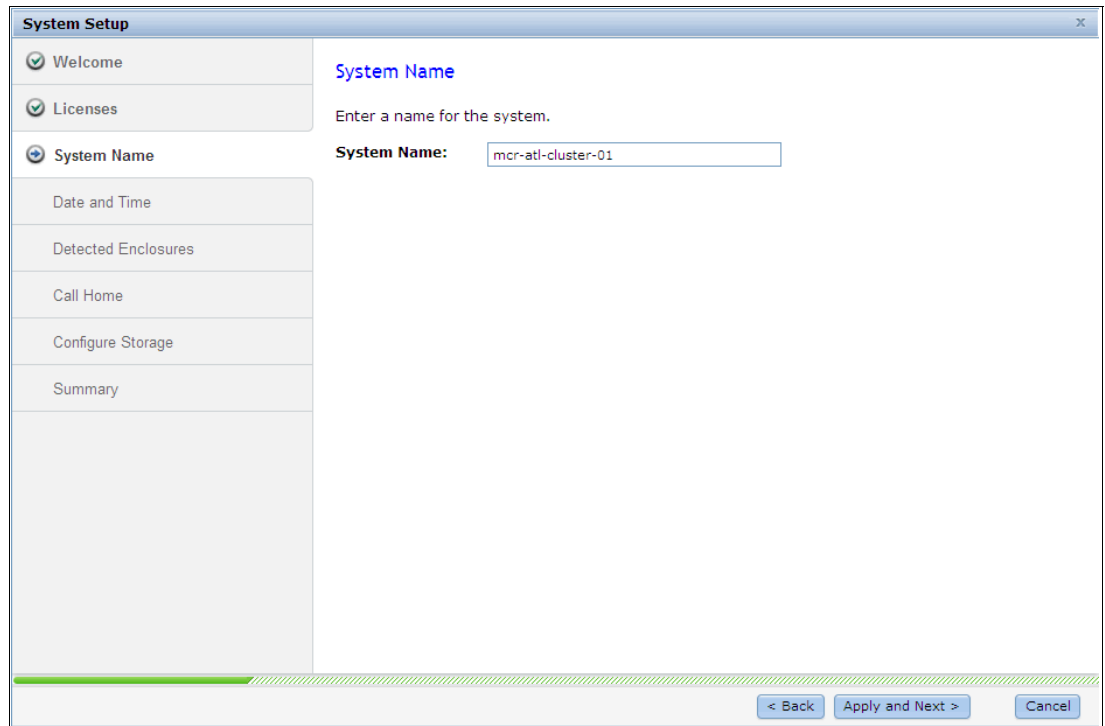 System Setup
x
Welcome
Licenses
System Name
Date and Time
Detected Enclosures
Call Home
Configure Storage
Summary
System Name
Enter a name for the system.
System Name: mcr-atl-cluster-01
< Back Apply and Next > Cancel